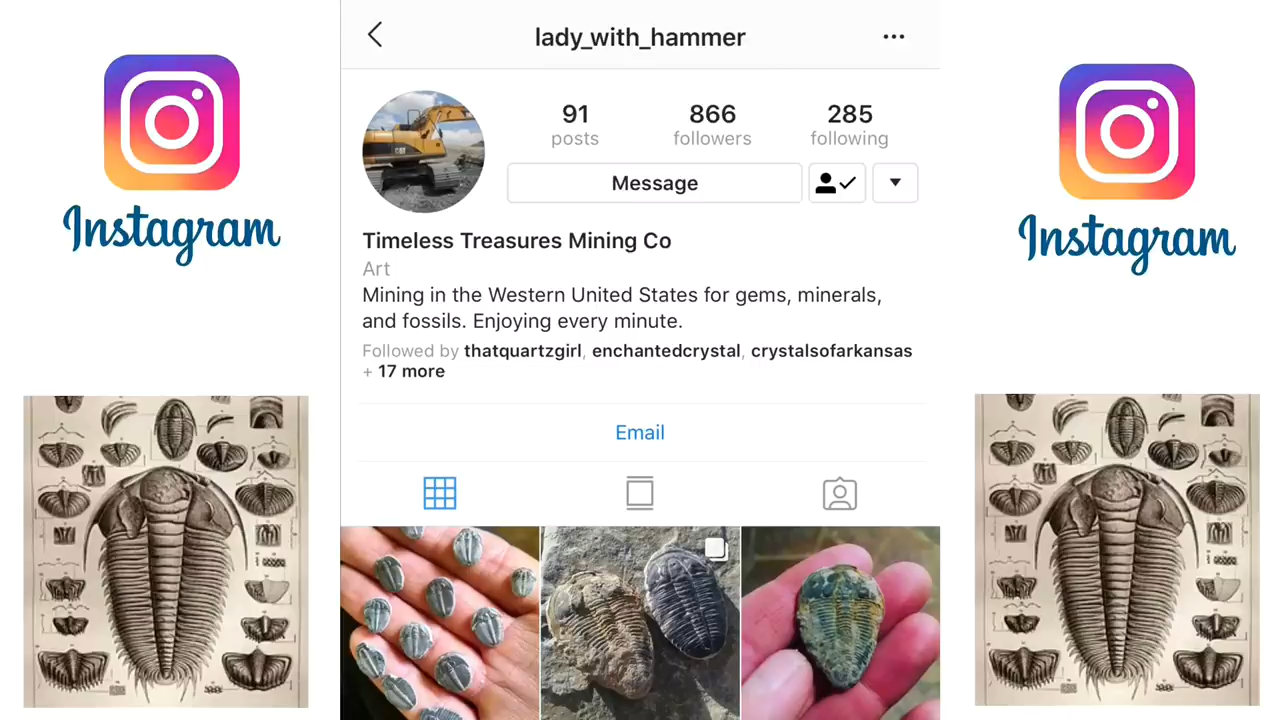 Instagram
lady_with_hammer
Instagram
91 866 285
posts followers following
Message
Timeless Treasures Mining Co
Art
Mining in the Western United States for gems, minerals,
and fossils. Enjoying every minute.
Followed by thatquartzgirl, enchantedcrystal, crystalsofarkansas
+ 17 more
Email
CAT